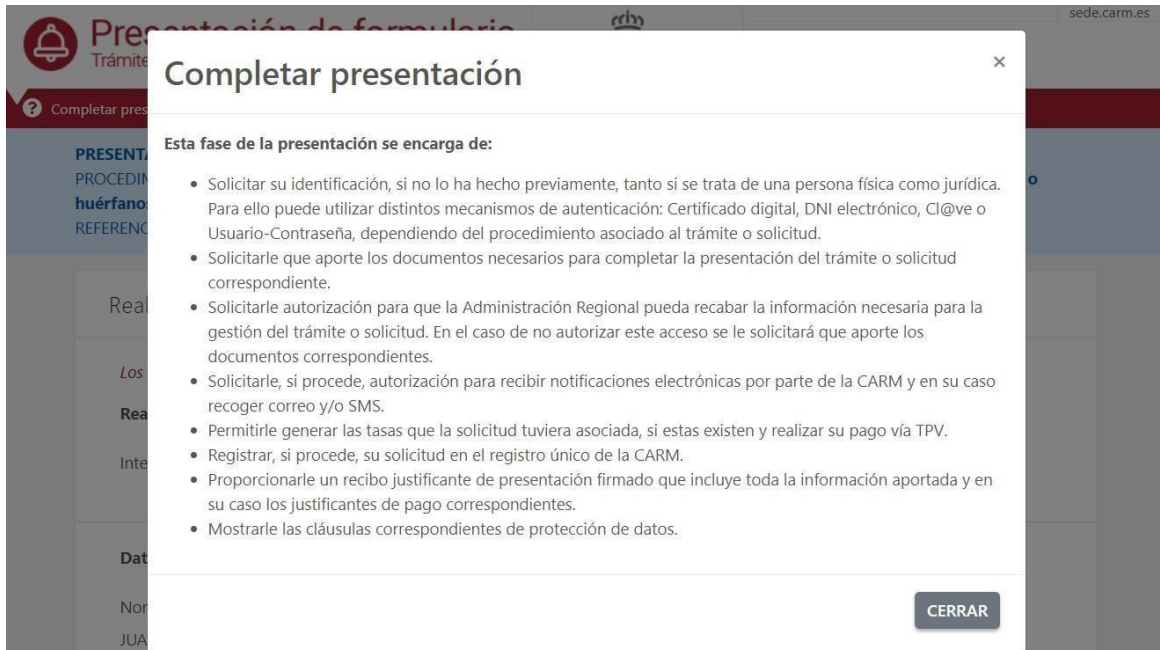 sede.carm.es
Presentación de formulario
Trámite
Completar presentación
×
? Completar pres
Esta fase de la presentación se encarga de:
PRESENTA
PROCEDIM
o
huérfanos
REFERENC
• Solicitar su identificación, si no lo ha hecho previamente, tanto si se trata de una persona física como jurídica.
Para ello puede utilizar distintos mecanismos de autenticación: Certificado digital, DNI electrónico, Cl@ve o
Usuario-Contraseña, dependiendo del procedimiento asociado al trámite o solicitud.
• Solicitarle que aporte los documentos necesarios para completar la presentación del trámite o solicitud
correspondiente.
• Solicitarle autorización para que la Administración Regional pueda recabar la información necesaria para la
gestión del trámite o solicitud. En el caso de no autorizar este acceso se le solicitará que aporte los
documentos correspondientes.
• Solicitarle, si procede, autorización para recibir notificaciones electrónicas por parte de la CARM y en su caso
recoger correo y/o SMS.
• Permitirle generar las tasas que la solicitud tuviera asociada, si estas existen y realizar su pago vía TPV.
• Registrar, si procede, su solicitud en el registro único de la CARM.
• Proporcionarle un recibo justificante de presentación firmado que incluye toda la información aportada y en
su caso los justificantes de pago correspondientes.
• Mostrarle las cláusulas correspondientes de protección de datos.
Real
Los
Rea
Inte
Dat
Nor
JUA
CERRAR